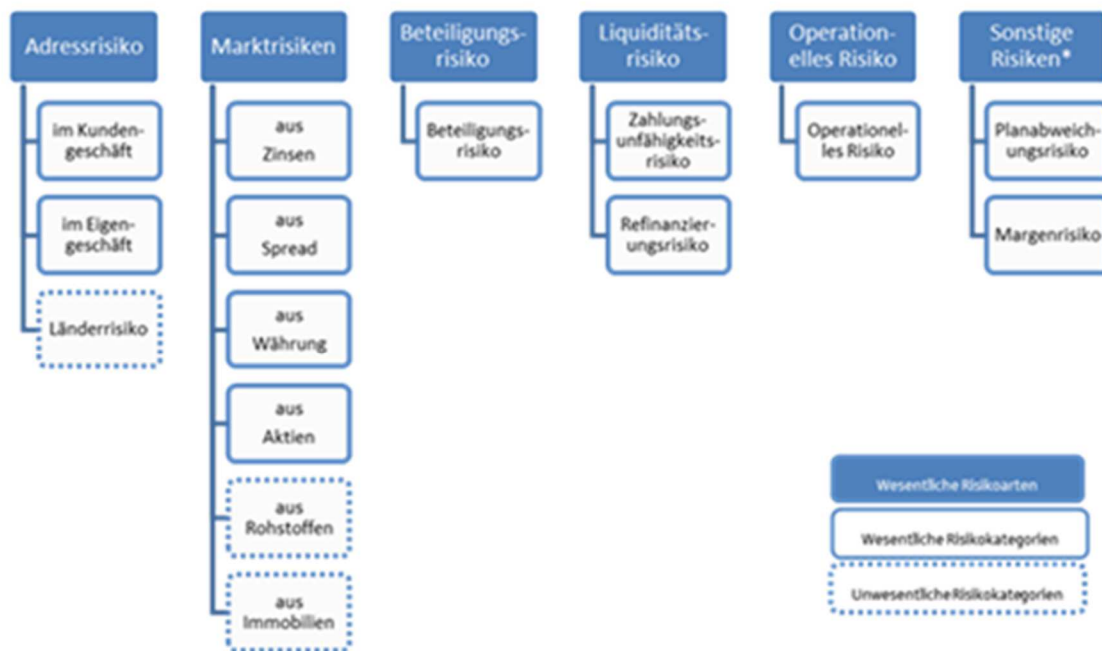 Adressrisiko
im Kunden-
geschäft
im Eigen-
geschäft
Länderrisiko
Marktrisiken
aus
Zinsen
aus
Spread
aus
Währung
aus
Aktien
aus
Rohstoffen
aus
Immobilien
Beteiligungs-
risiko
Beteiligungs-
risiko
Liquiditäts-
risiko
Zahlungs-
unfähigkeits-
risiko
Refinanzier-
ungsrisiko
Operation-
elles Risiko
Operationel-
les Risiko
Sonstige
Risiken*
Planabweich-
ungsrisiko
Margenrisiko
Wesentliche Risikoarten
Wesentliche Risikokategorien
Unwesentliche Risikokategorien